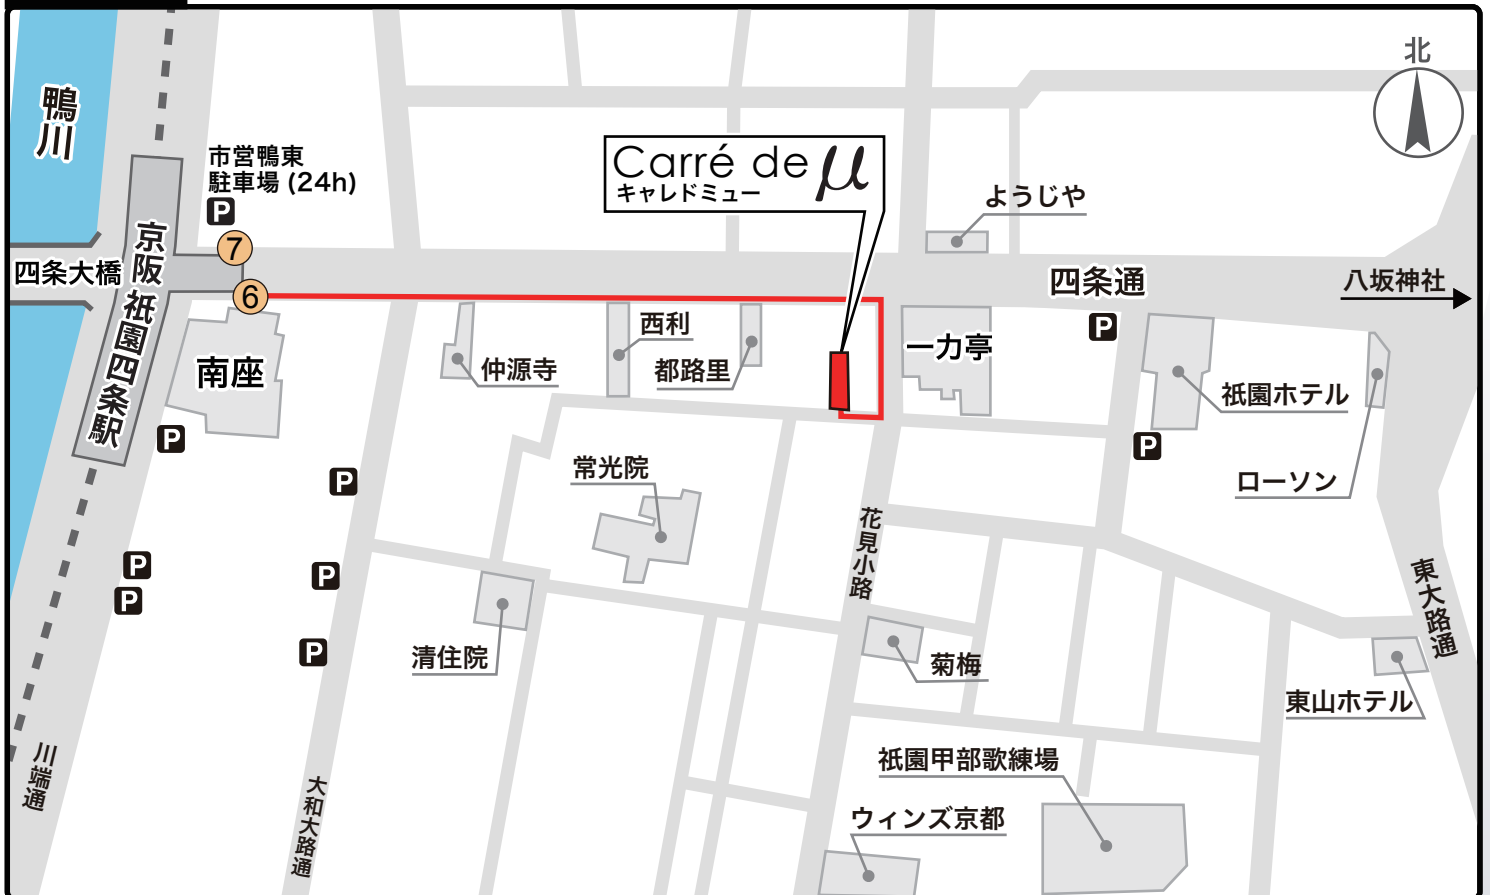 北
鴨川
市営鴨東
駐車場 (24h)
P
Carré de μ
キャレドミュー
ようじや
7
四条大橋
京阪 祇園四条駅
四条通
八坂神社
6
西利
P
一力亭
仲源寺
都路里
南座
祇園ホテル
P
P
常光院
P
ローソン
花見小路
P
P
P
東大路通
清住院
P
菊梅
東山ホテル
川端通
祇園甲部歌練場
大和大路通
ウィンズ京都